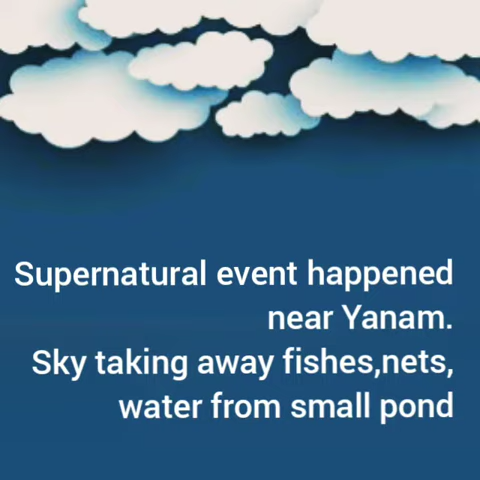 Supernatural event happened
near Yanam.
Sky taking away fishes,nets,
water from small pond